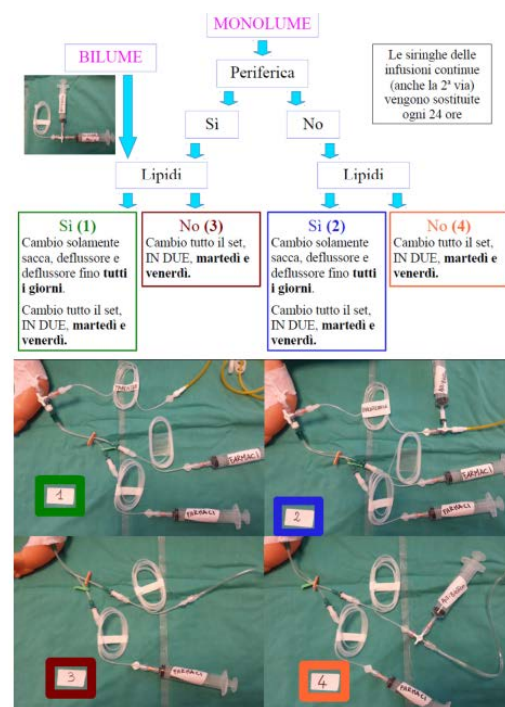 MONOLUME
BILUME
Periferica
Le siringhe delle
infusioni continue
(anche la 2ª via)
vengono sostituite
ogni 24 ore
Sì
No
Lipidi
Lipidi
Sì (1)
Cambio solamente
sacca, deflussore e
deflussore fino tutti
i giorni.
Cambio tutto il set,
IN DUE, martedì e
venerdì.
No (3)
Cambio tutto il set,
IN DUE, martedì e
venerdì.
Sì (2)
Cambio solamente
sacca, deflussore e
deflussore fino tutti
i giorni.
Cambio tutto il set,
IN DUE, martedì e
venerdì.
No (4)
Cambio tutto il set,
IN DUE, martedì e
venerdì.
FARMACI
FARMACI
1
FARMACI
FARMACI
2
FARMACI
3
FARMACI
4